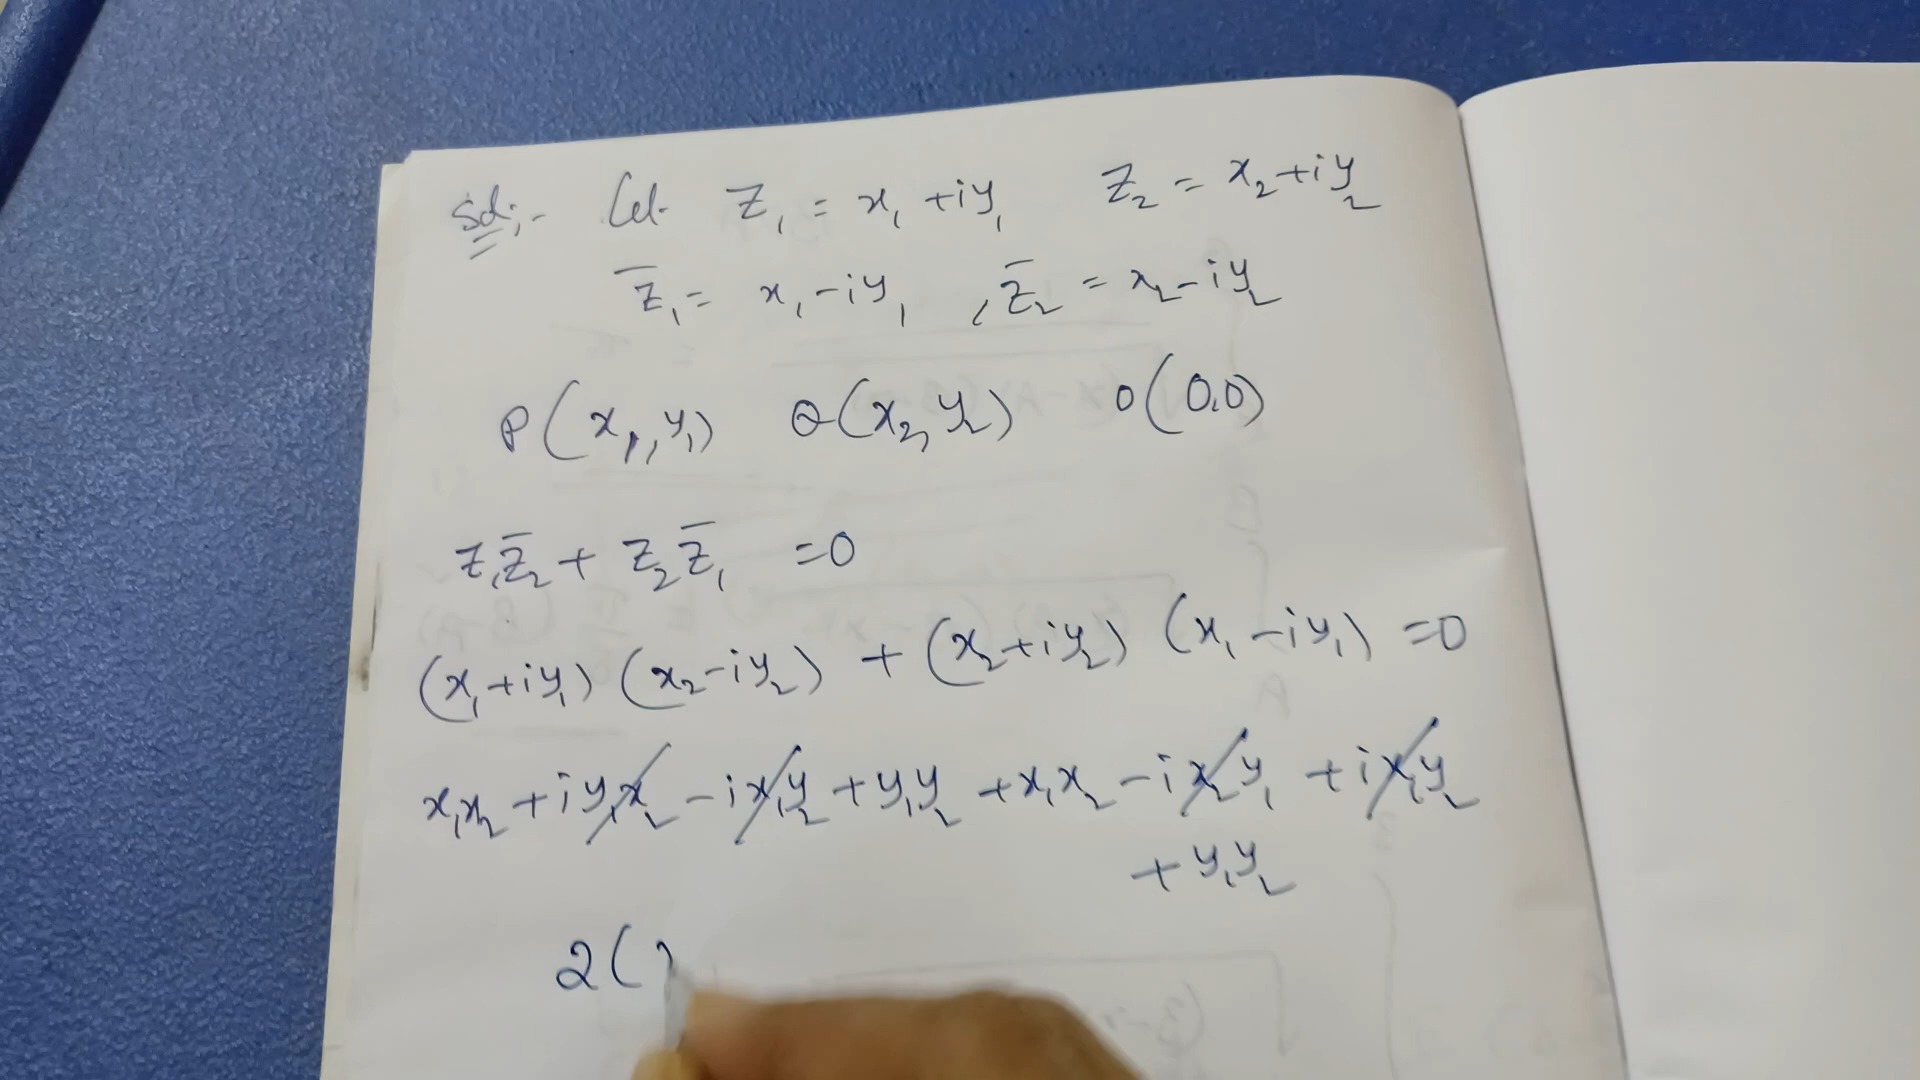 Sol:- Let z₁ = x₁ + iy₁ z₂ = x₂ + iy₂
z̄₁ = x₁ - iy₁ , z̄₂ = x₂ - iy₂
P(x₁, y₁) Q(x₂, y₂) O(0,0)
z₁z̄₂ + z₂z̄₁ = 0
(x₁ + iy₁) (x₂ - iy₂) + (x₂ + iy₂) (x₁ - iy₁) = 0
x₁x₂ + iy₁x₂ - ix₁y₂ + y₁y₂ + x₁x₂ - ix₂y₁ + ix₁y₂
+ y₁y₂
2(